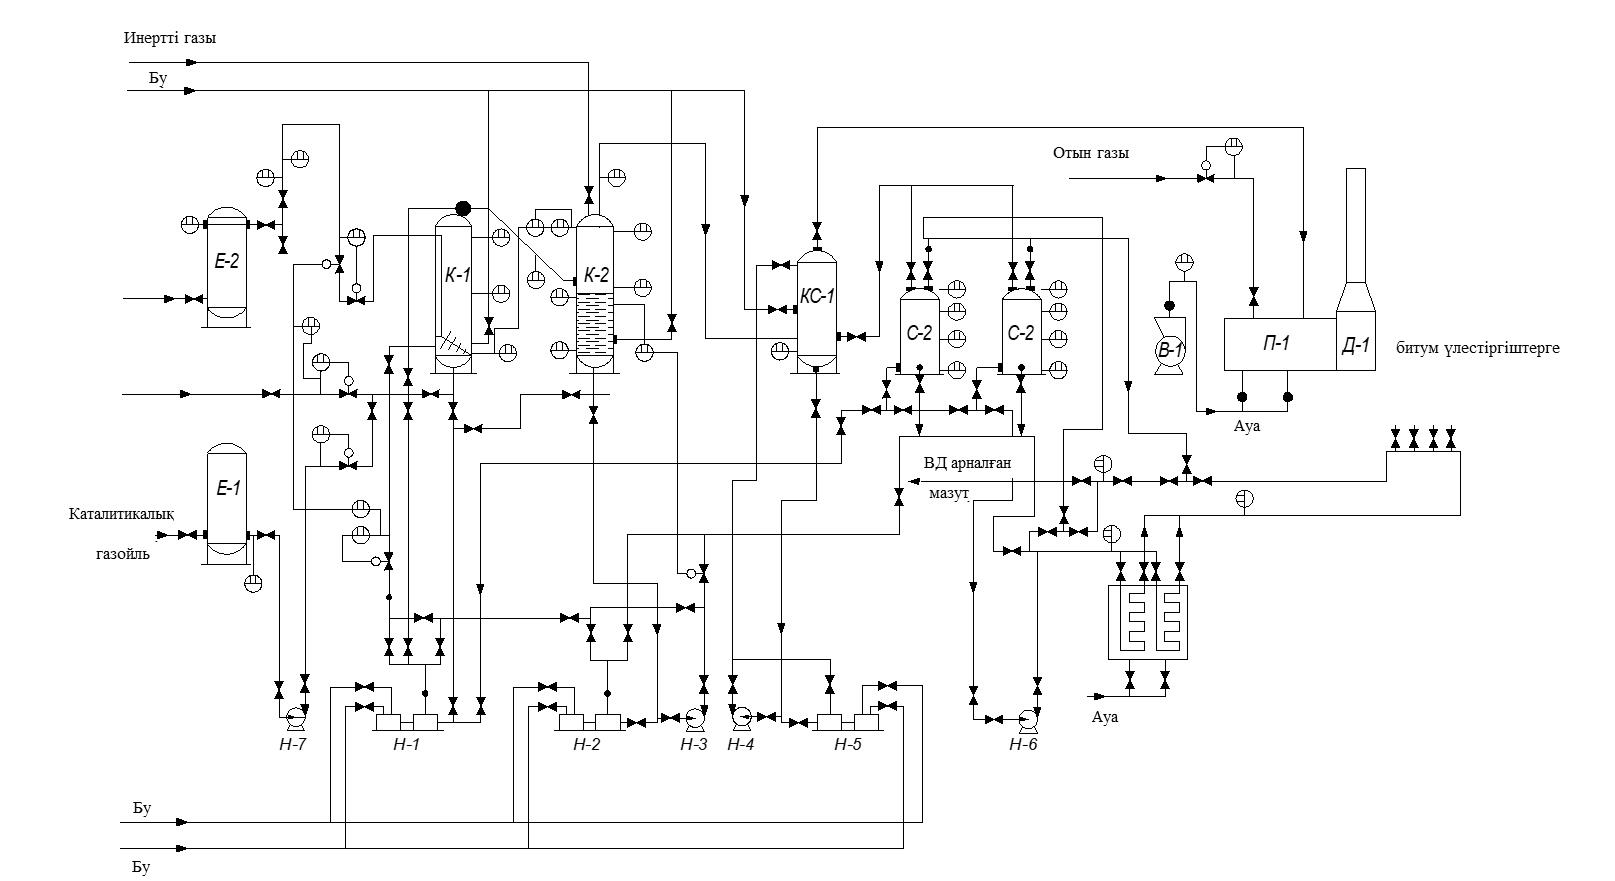 Инертті газы
Бу
Отын газы
Е-2
К-1
К-2
КС-1
С-2
С-2
В-1
П-1
Д-1
битум үлестіргіштерге
Ауа
Е-1
Каталитикалық
газойль
ВД арналған
мазут
Ауа
Н-7
Н-1
Н-2
Н-3
Н-4
Н-5
Н-6
Бу
Бу